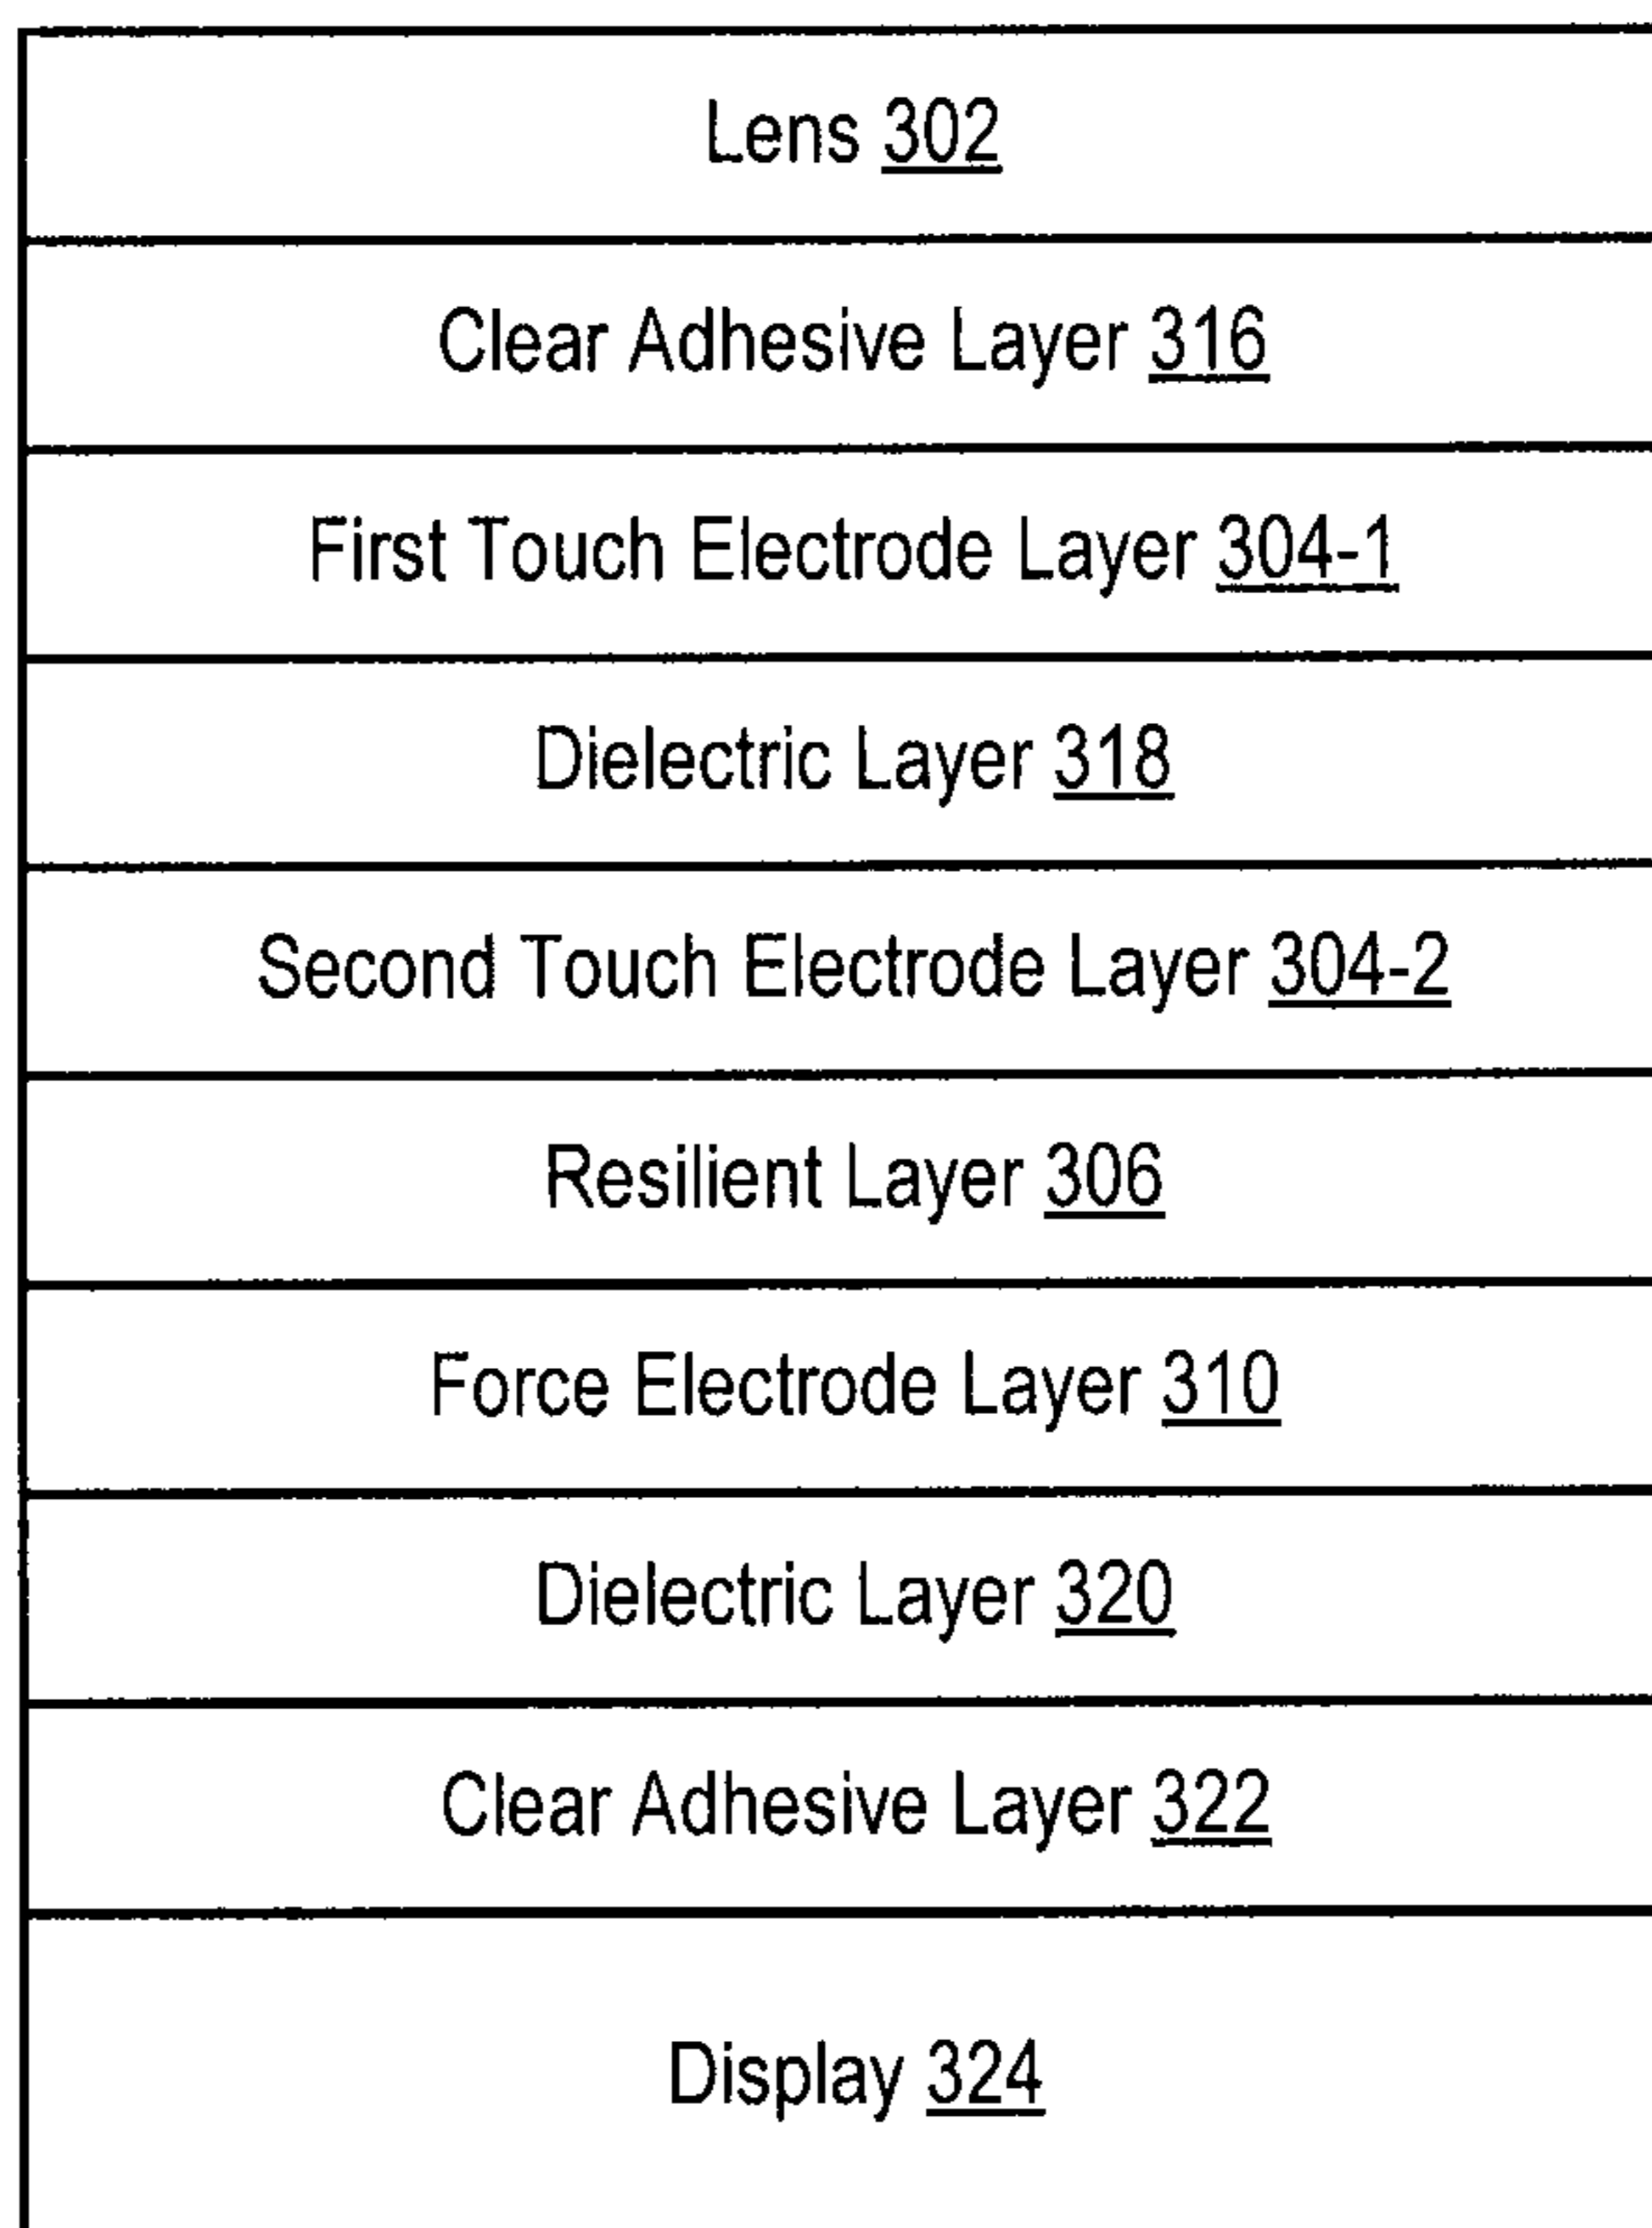 Lens 302
Clear Adhesive Layer 316
First Touch Electrode Layer 304-1
Dielectric Layer 318
Second Touch Electrode Layer 304-2
Resilient Layer 306
Force Electrode Layer 310
Dielectric Layer 320
Clear Adhesive Layer 322
Display 324